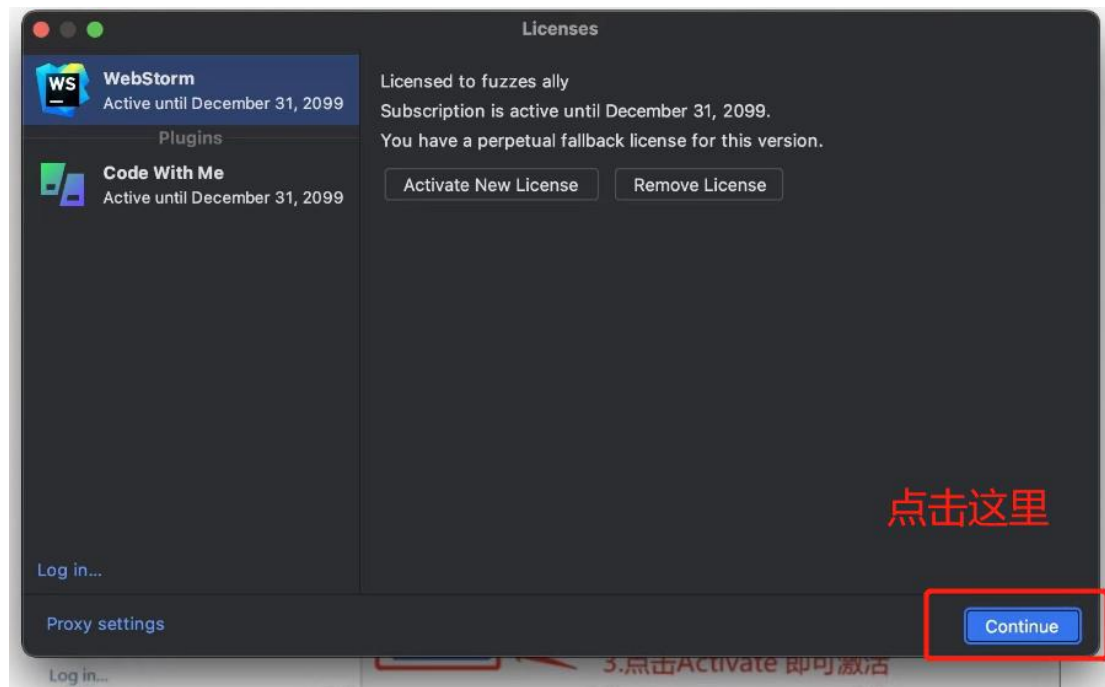 Licenses
WS
WebStorm
Active until December 31, 2099
Plugins
Code With Me
Active until December 31, 2099
Licensed to fuzzes ally
Subscription is active until December 31, 2099.
You have a perpetual fallback license for this version.
Activate New License
Remove License
点击这里
Log in...
Proxy settings
Continue
Log in...
3.点击Activate 即可激活